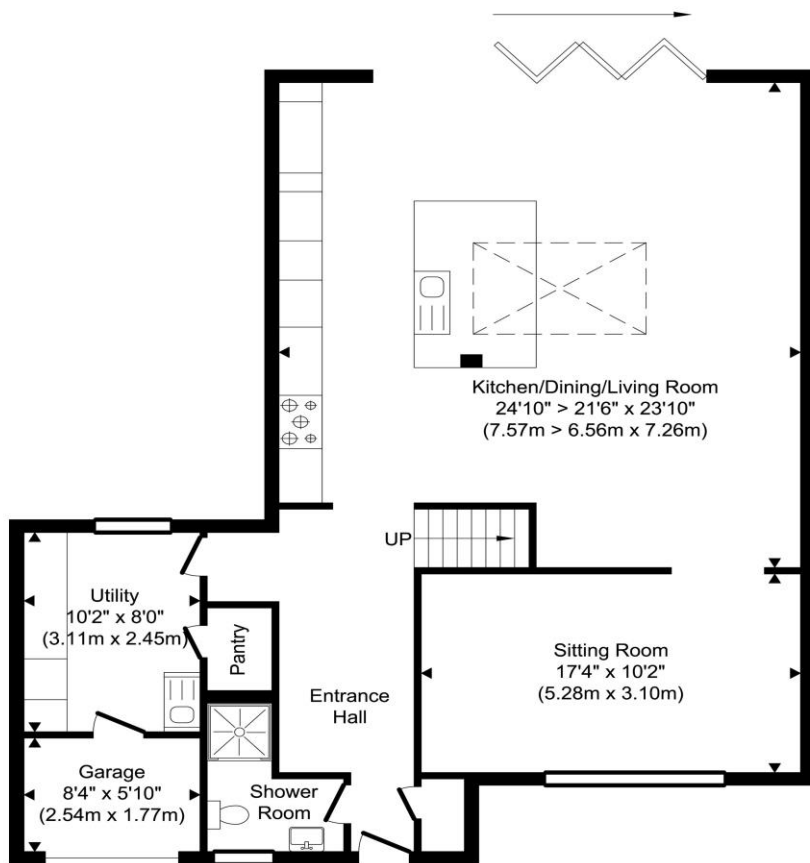 Kitchen/Dining/Living Room
24'10" > 21'6" x 23'10"
(7.57m > 6.56m x 7.26m)
UP
Utility
10'2" x 8'0"
(3.11m x 2.45m)
Pantry
Sitting Room
17'4" x 10'2"
(5.28m x 3.10m)
Entrance
Hall
Garage
8'4" x 5'10"
(2.54m x 1.77m)
Shower
Room